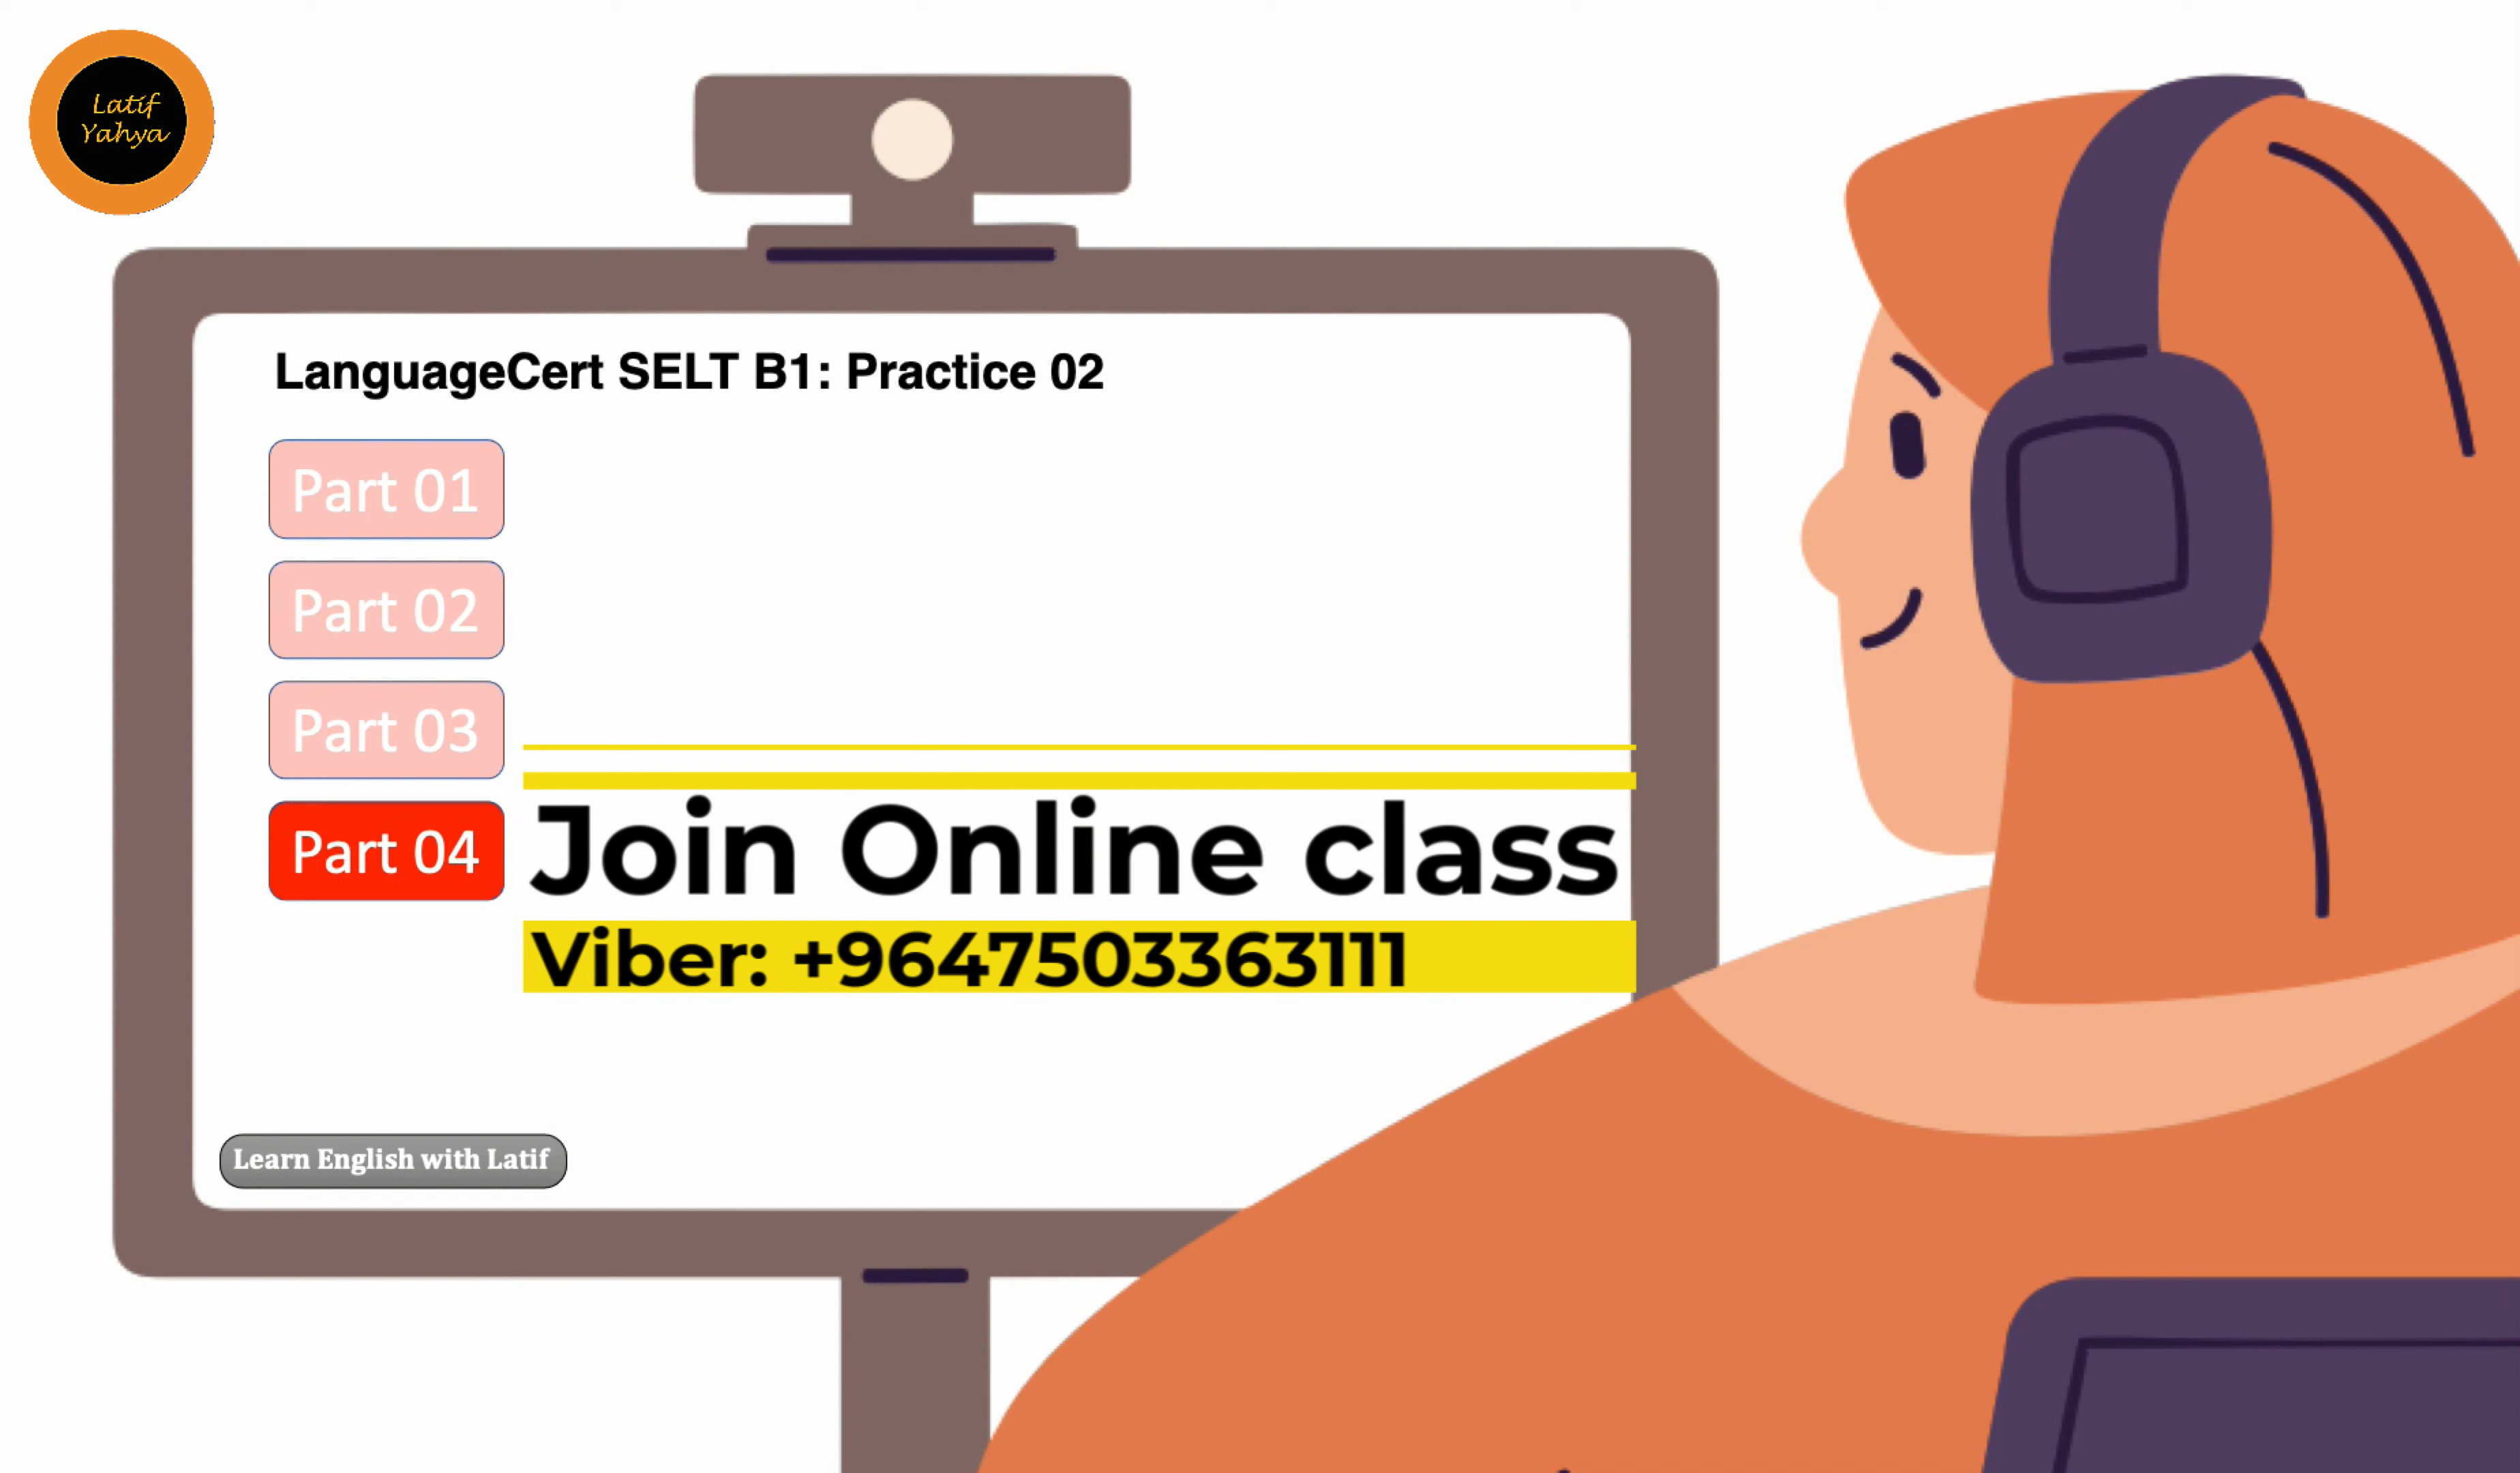 Latif
Yahya
LanguageCert SELT B1: Practice 02
Part 01
Part 02
Part 03
Part 04
Join Online class
Viber: +9647503363111
Learn English with Latif